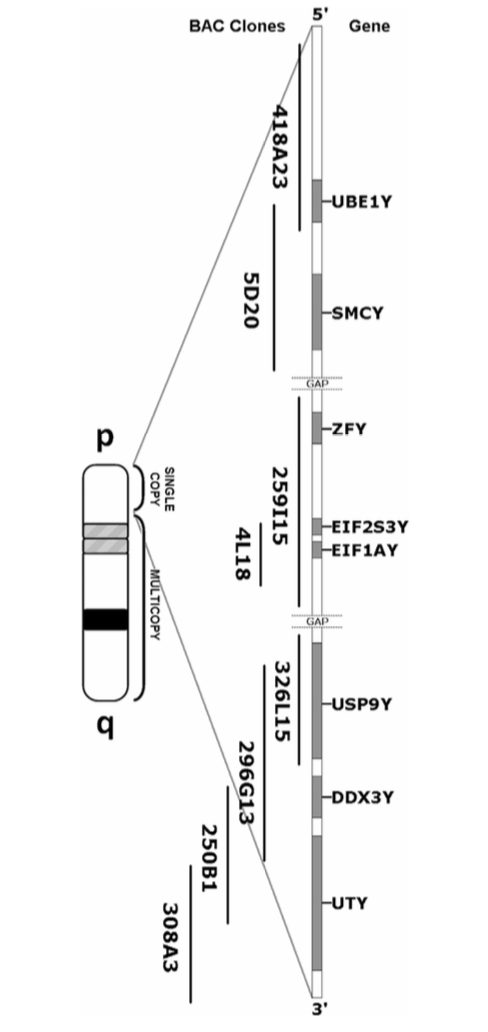 5'
BAC Clones
Gene
418A23
UBE1Y
5D20
SMCY
GAP
ZFY
p
259I15
SINGLE
COPY
EIF2S3Y
4L18
EIF1AY
MULTICOPY
GAP
326L15
USP9Y
q
296G13
DDX3Y
250B1
UTY
308A3
3'